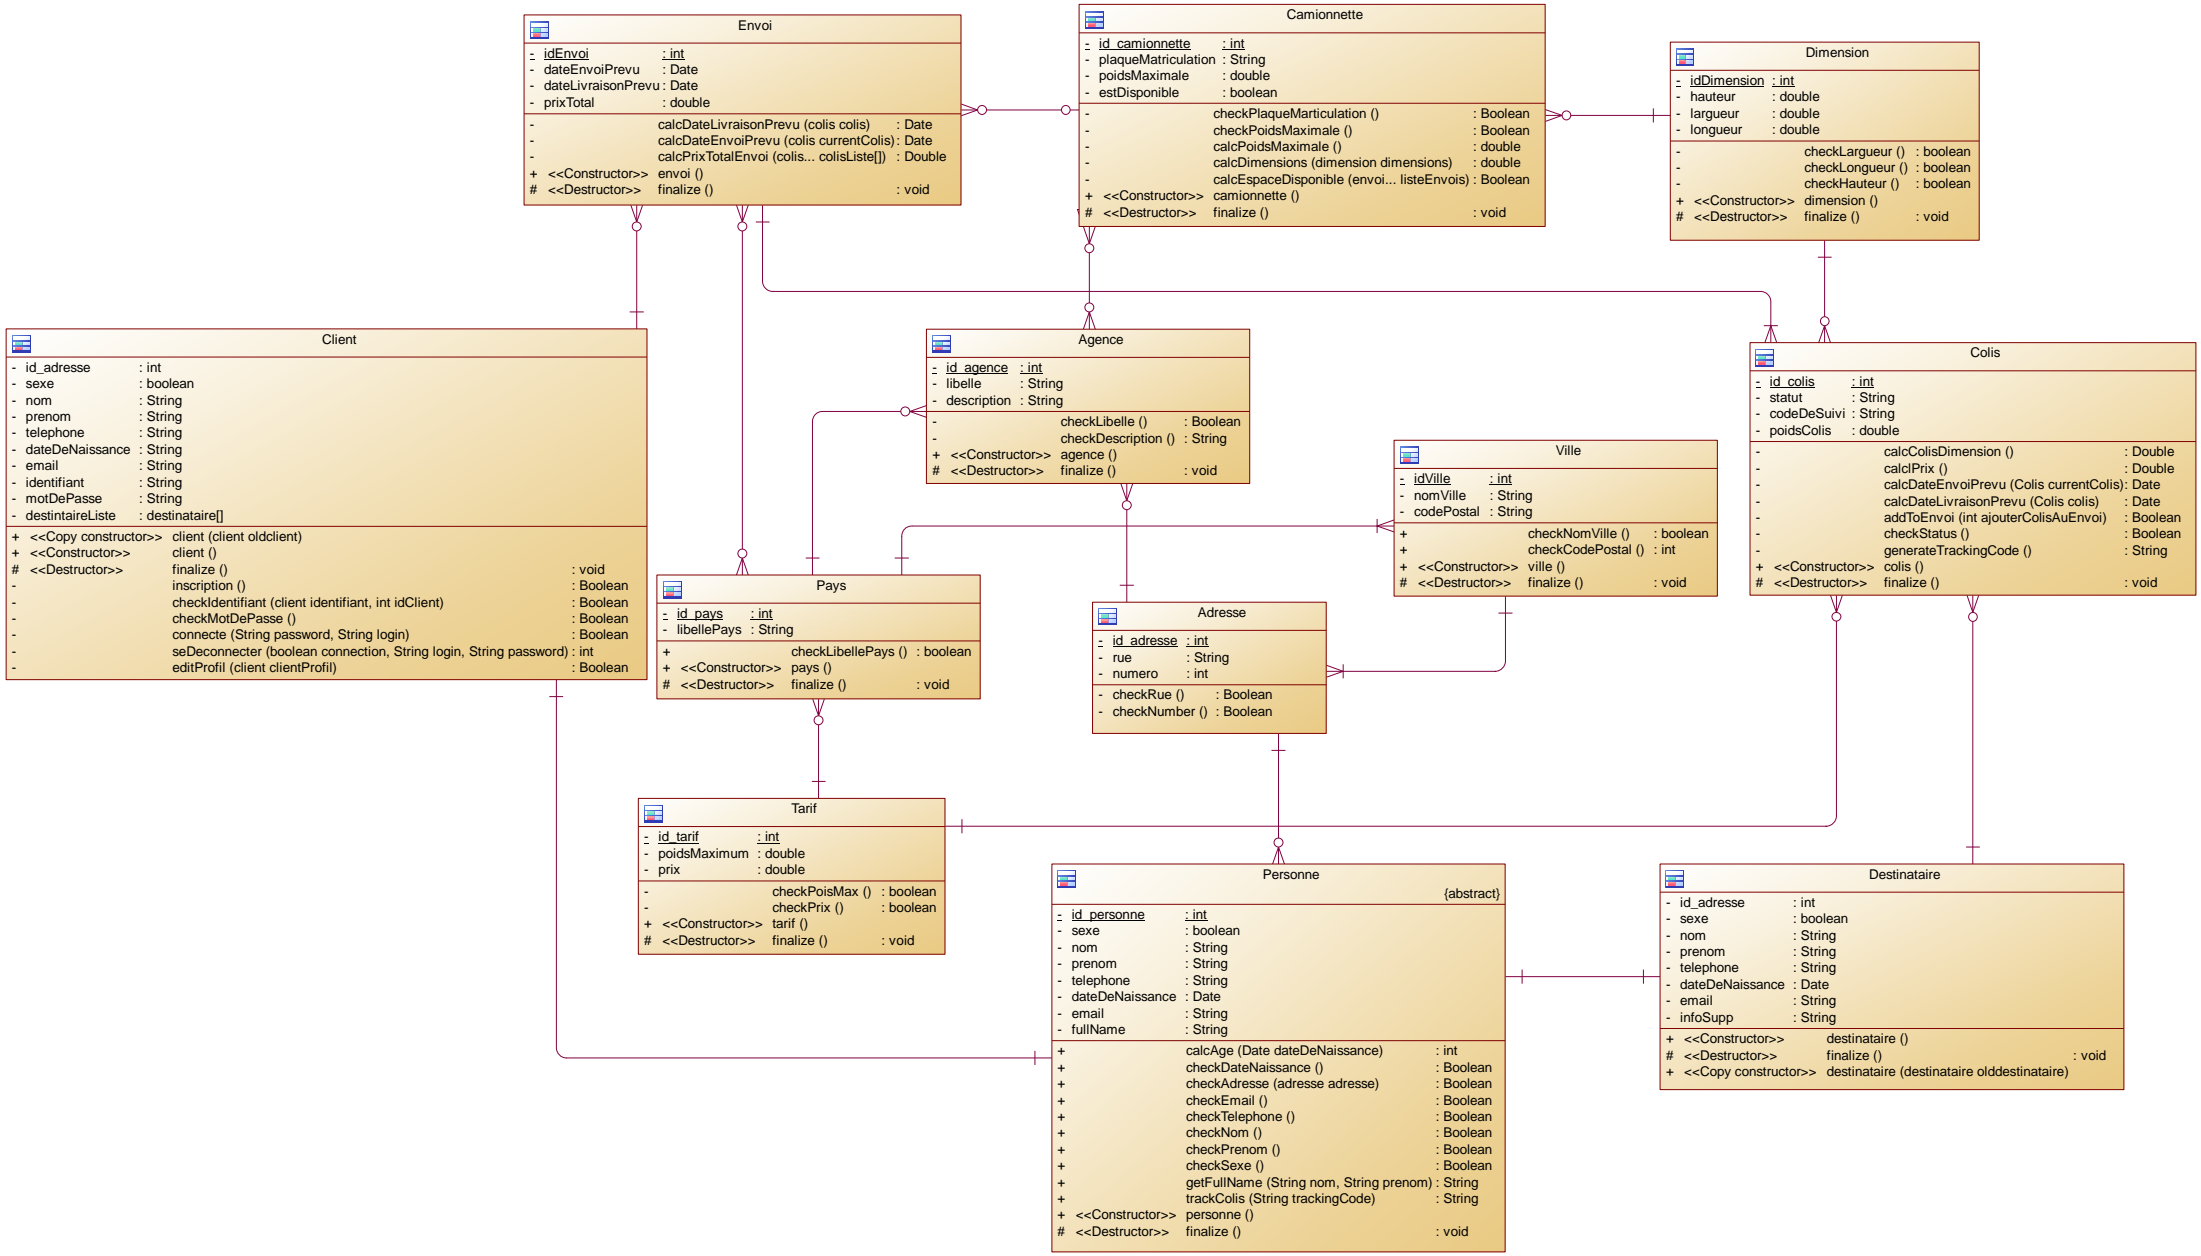 Envoi
- idEnvoi : int
- dateEnvoiPrevu : Date
- dateLivraisonPrevu : Date
- prixTotal : double
- calcDateLivraisonPrevu (colis colis) : Date
- calcDateEnvoiPrevu (colis currentColis) : Date
- calcPrixTotalEnvoi (colis... colisListe[]) : Double
+ <<Constructor>> envoi ()
# <<Destructor>> finalize () : void
Camionnette
- id_camionnette : int
- plaqueMatriculation : String
- poidsMaximale : double
- estDisponible : boolean
- checkPlaqueMarticulation () : Boolean
- checkPoidsMaximale () : Boolean
- calcPoidsMaximale () : double
- calcDimensions (dimension dimensions) : double
- calcEspaceDisponible (envoi... listeEnvois) : Boolean
+ <<Constructor>> camionnette ()
# <<Destructor>> finalize () : void
Dimension
- idDimension : int
- hauteur : double
- largueur : double
- longueur : double
- checkLargueur () : boolean
- checkLongueur () : boolean
- checkHauteur () : boolean
+ <<Constructor>> dimension ()
# <<Destructor>> finalize () : void
Client
- id_adresse : int
- sexe : boolean
- nom : String
- prenom : String
- telephone : String
- dateDeNaissance : String
- email : String
- identifiant : String
- motDePasse : String
- destintaireListe : destinataire[]
+ <<Copy constructor>> client (client oldclient)
+ <<Constructor>> client ()
# <<Destructor>> finalize () : void
- inscription () : Boolean
- checkIdentifiant (client identifiant, int idClient) : Boolean
- checkMotDePasse () : Boolean
- connecte (String password, String login) : Boolean
- seDeconnecter (boolean connection, String login, String password) : int
- editProfil (client clientProfil) : Boolean
Agence
- id_agence : int
- libelle : String
- description : String
- checkLibelle () : Boolean
- checkDescription () : String
+ <<Constructor>> agence ()
# <<Destructor>> finalize () : void
Colis
- id_colis : int
- statut : String
- codeDeSuivi : String
- poidsColis : double
- calcColisDimension () : Double
- calclPrix () : Double
- calcDateEnvoiPrevu (Colis currentColis) : Date
- calcDateLivraisonPrevu (Colis colis) : Date
- addToEnvoi (int ajouterColisAuEnvoi) : Boolean
- checkStatus () : Boolean
- generateTrackingCode () : String
+ <<Constructor>> colis ()
# <<Destructor>> finalize () : void
Ville
- idVille : int
- nomVille : String
- codePostal : String
+ checkNomVille () : boolean
+ checkCodePostal () : int
+ <<Constructor>> ville ()
# <<Destructor>> finalize () : void
Pays
- id_pays : int
- libellePays : String
+ checkLibellePays () : boolean
+ <<Constructor>> pays ()
# <<Destructor>> finalize () : void
Adresse
- id_adresse : int
- rue : String
- numero : int
- checkRue () : Boolean
- checkNumber () : Boolean
Tarif
- id_tarif : int
- poidsMaximum : double
- prix : double
- checkPoisMax () : boolean
- checkPrix () : boolean
+ <<Constructor>> tarif ()
# <<Destructor>> finalize () : void
Personne
{abstract}
- id_personne : int
- sexe : boolean
- nom : String
- prenom : String
- telephone : String
- dateDeNaissance : Date
- email : String
- fullName : String
+ calcAge (Date dateDeNaissance) : int
+ checkDateNaissance () : Boolean
+ checkAdresse (adresse adresse) : Boolean
+ checkEmail () : Boolean
+ checkTelephone () : Boolean
+ checkNom () : Boolean
+ checkPrenom () : Boolean
+ checkSexe () : Boolean
+ getFullName (String nom, String prenom) : String
+ trackColis (String trackingCode) : String
+ <<Constructor>> personne ()
# <<Destructor>> finalize () : void
Destinataire
- id_adresse : int
- sexe : boolean
- nom : String
- prenom : String
- telephone : String
- dateDeNaissance : Date
- email : String
- infoSupp : String
+ <<Constructor>> destinataire ()
# <<Destructor>> finalize () : void
+ <<Copy constructor>> destinataire (destinataire olddestinataire)